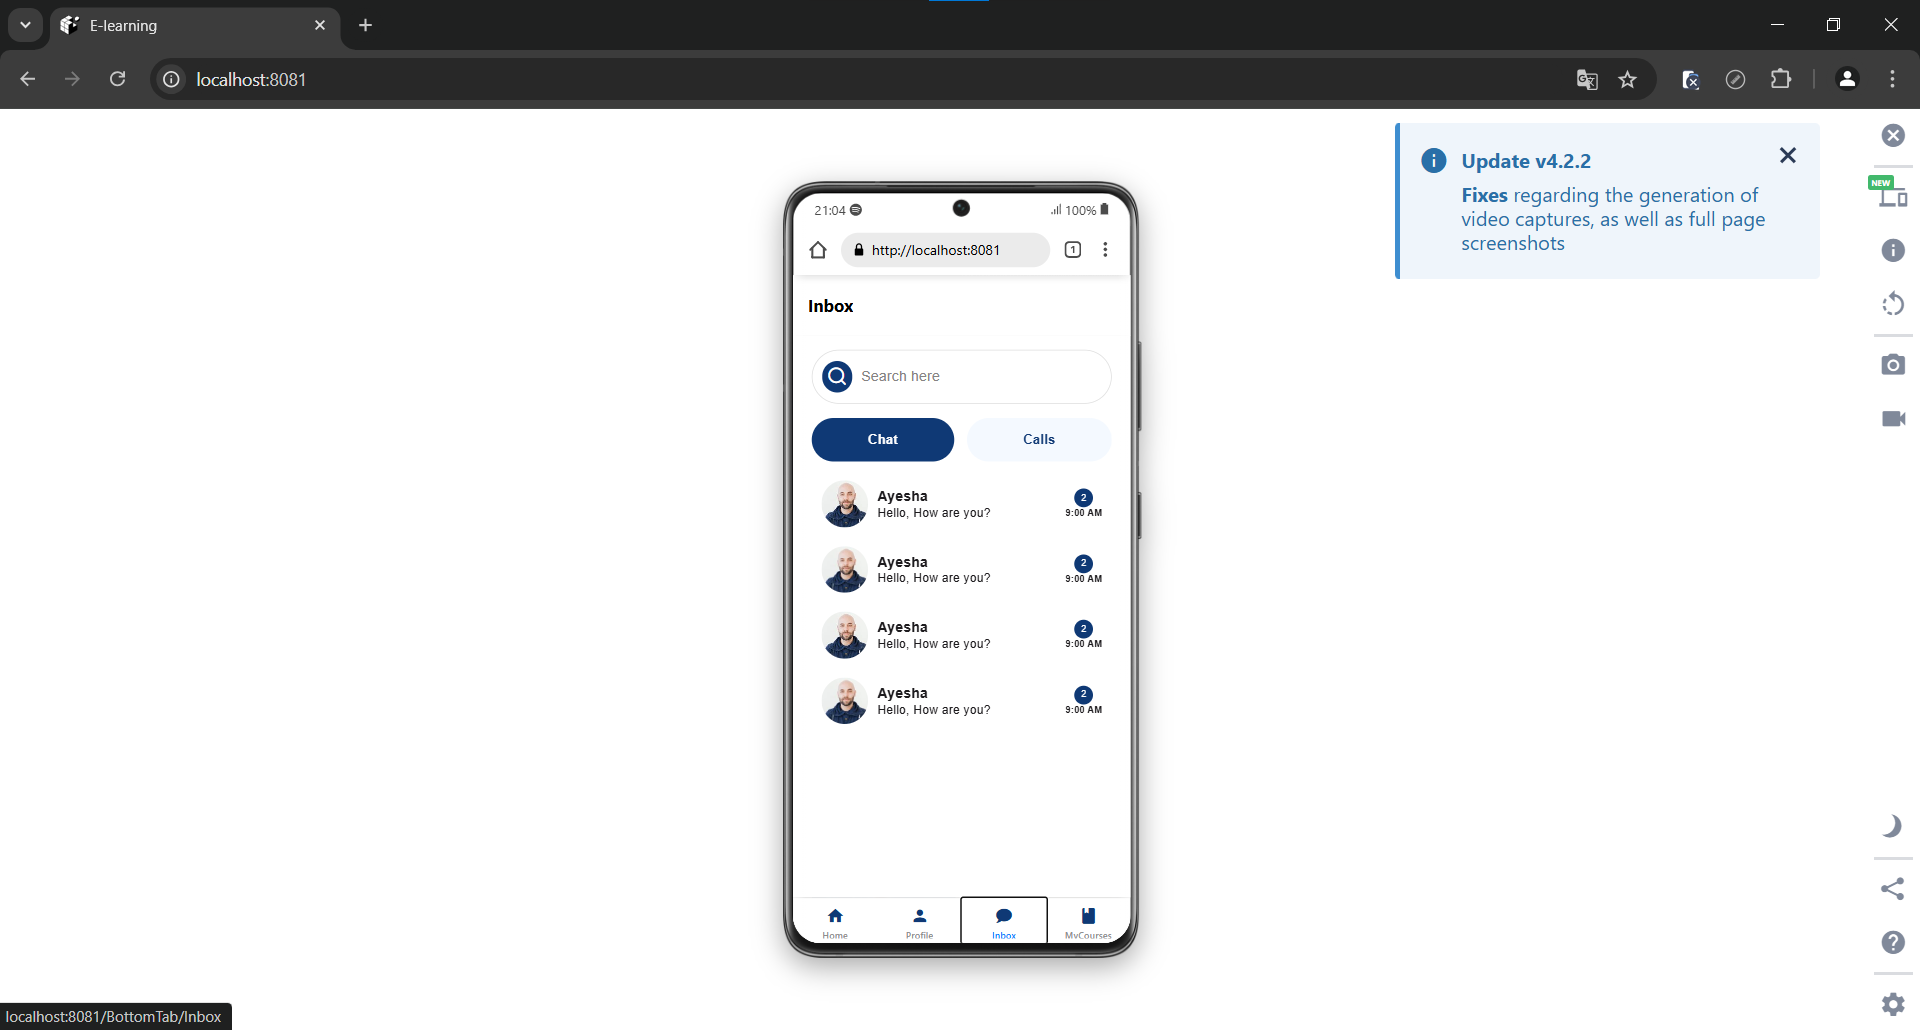 E-learning
localhost:8081
Update v4.2.2
Fixes regarding the generation of
video captures, as well as full page
screenshots
NEW
21:04
100%
http://localhost:8081
1
Inbox
Search here
Chat
Calls
Ayesha
Hello, How are you?
2
9:00 AM
Ayesha
Hello, How are you?
2
9:00 AM
Ayesha
Hello, How are you?
2
9:00 AM
Ayesha
Hello, How are you?
2
9:00 AM
Home
Profile
Inbox
MyCourses
localhost:8081/BottomTab/Inbox